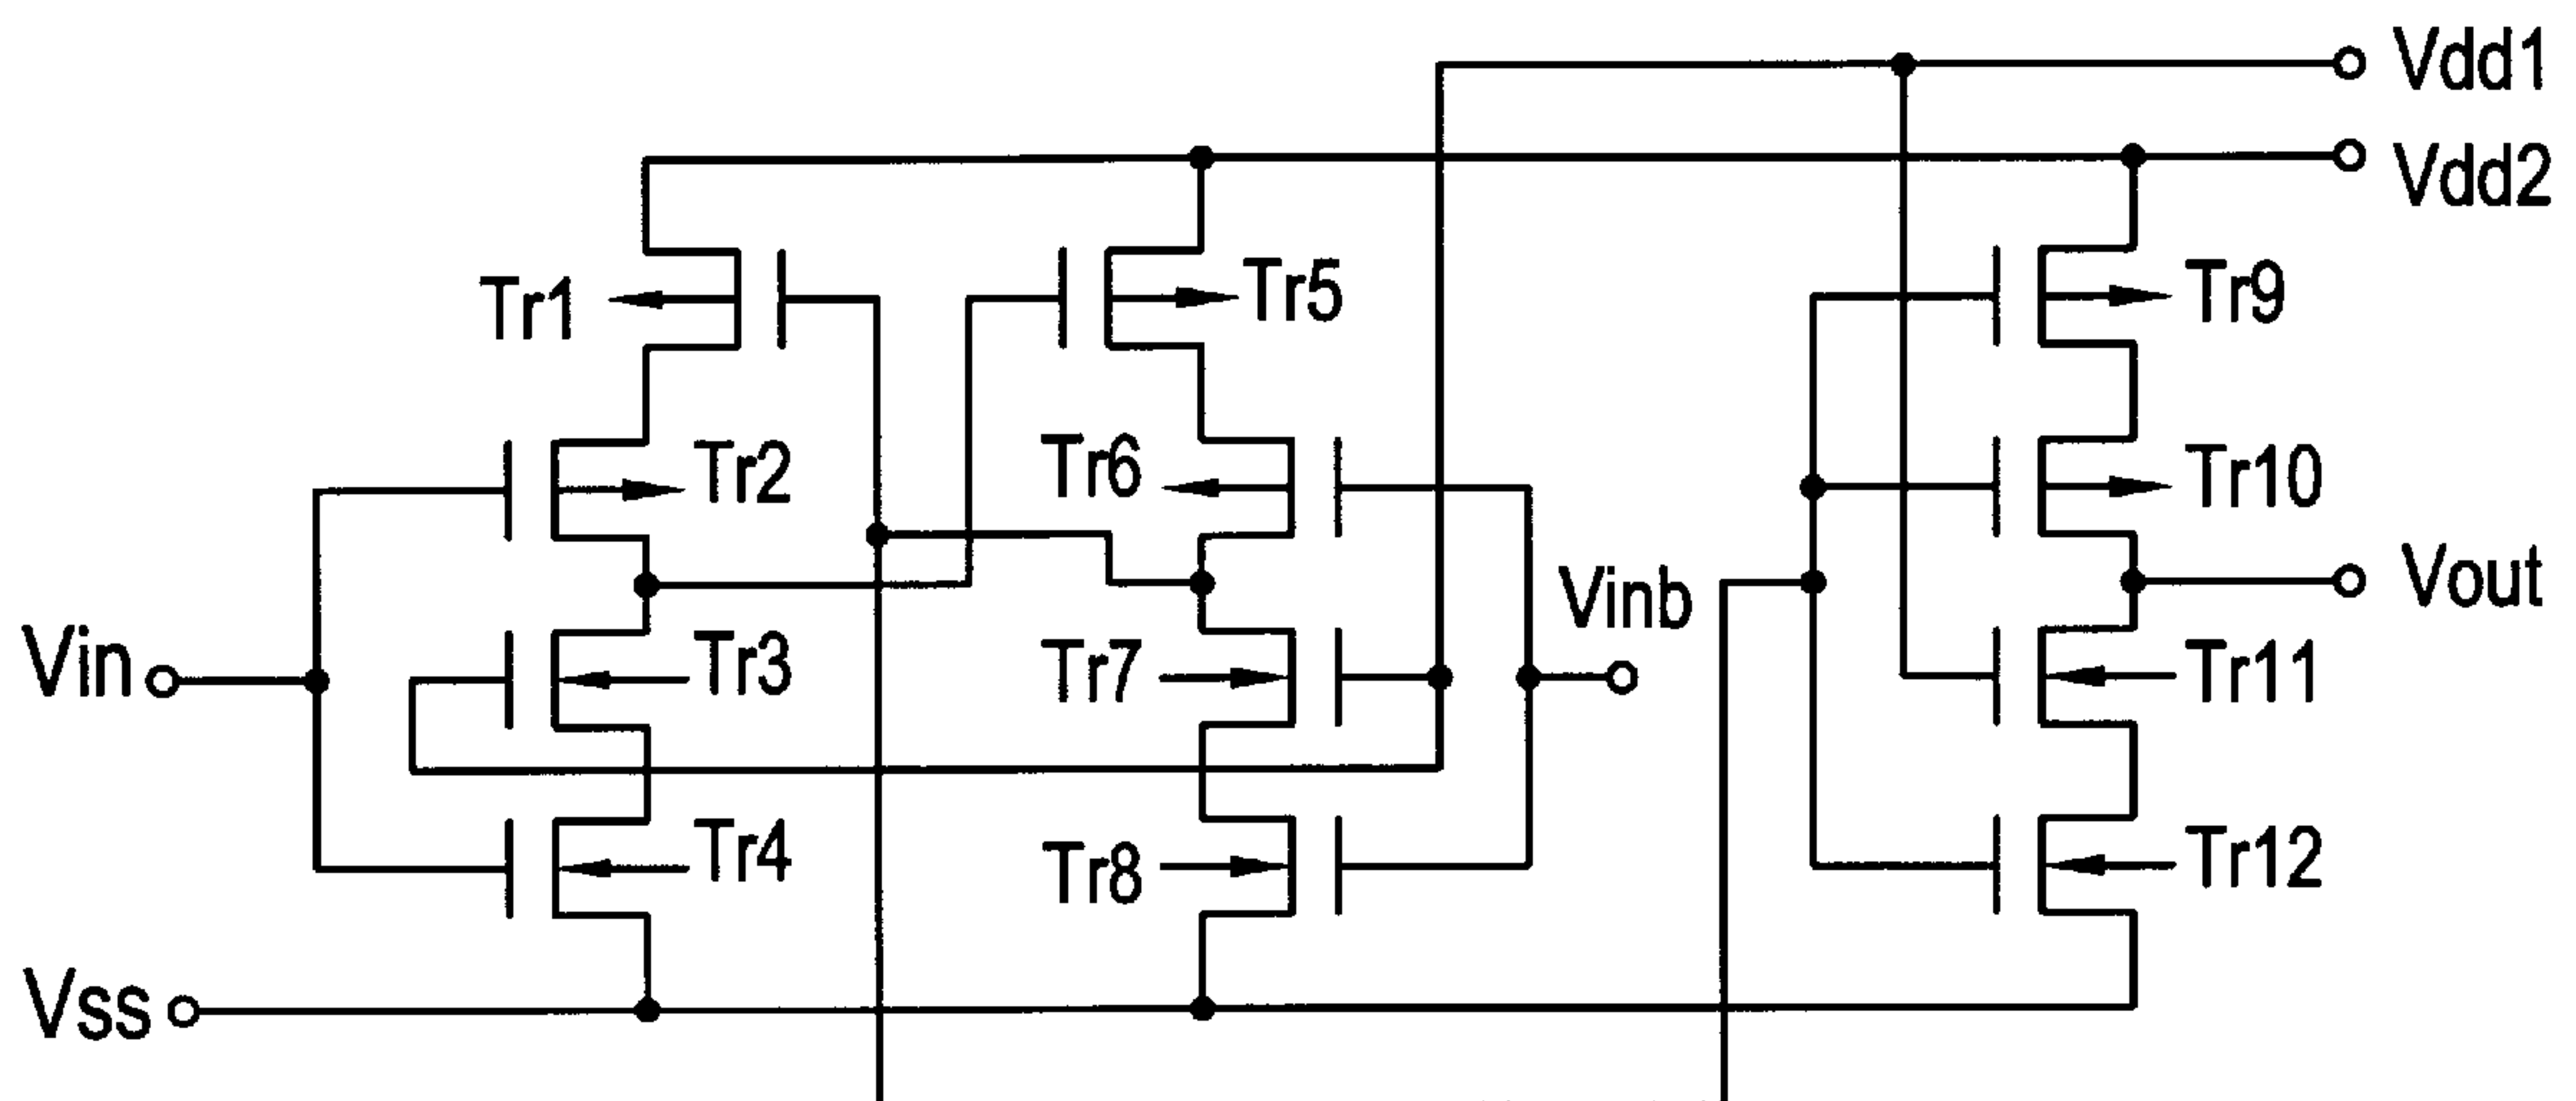 Vdd1
Vdd2
Tr1
Tr5
Tr9
Tr2
Tr6
Tr10
Vinb
Vout
Vin
Tr3
Tr7
Tr11
Tr4
Tr8
Tr12
Vss